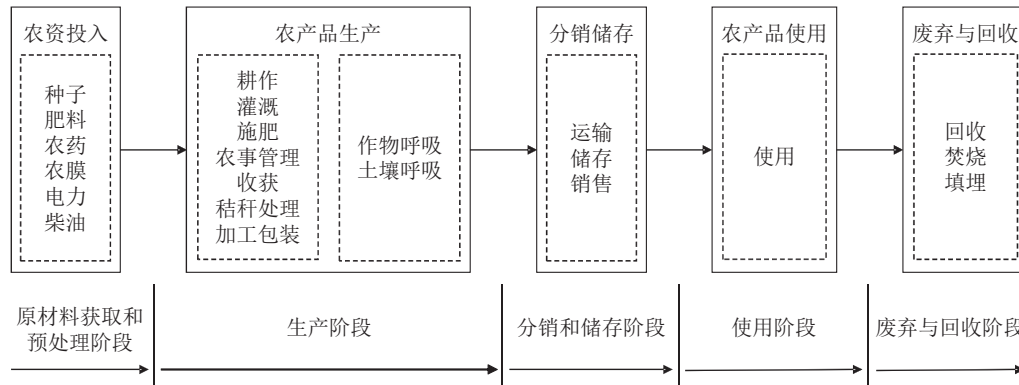 农资投入
种子
肥料
农药
农膜
电力
柴油
农产品生产
耕作
灌溉
施肥
农事管理
收获
秸秆处理
加工包装
作物呼吸
土壤呼吸
分销储存
运输
储存
销售
农产品使用
使用
废弃与回收
回收
焚烧
填埋
原材料获取和
预处理阶段
生产阶段
分销和储存阶段
使用阶段
废弃与回收阶段